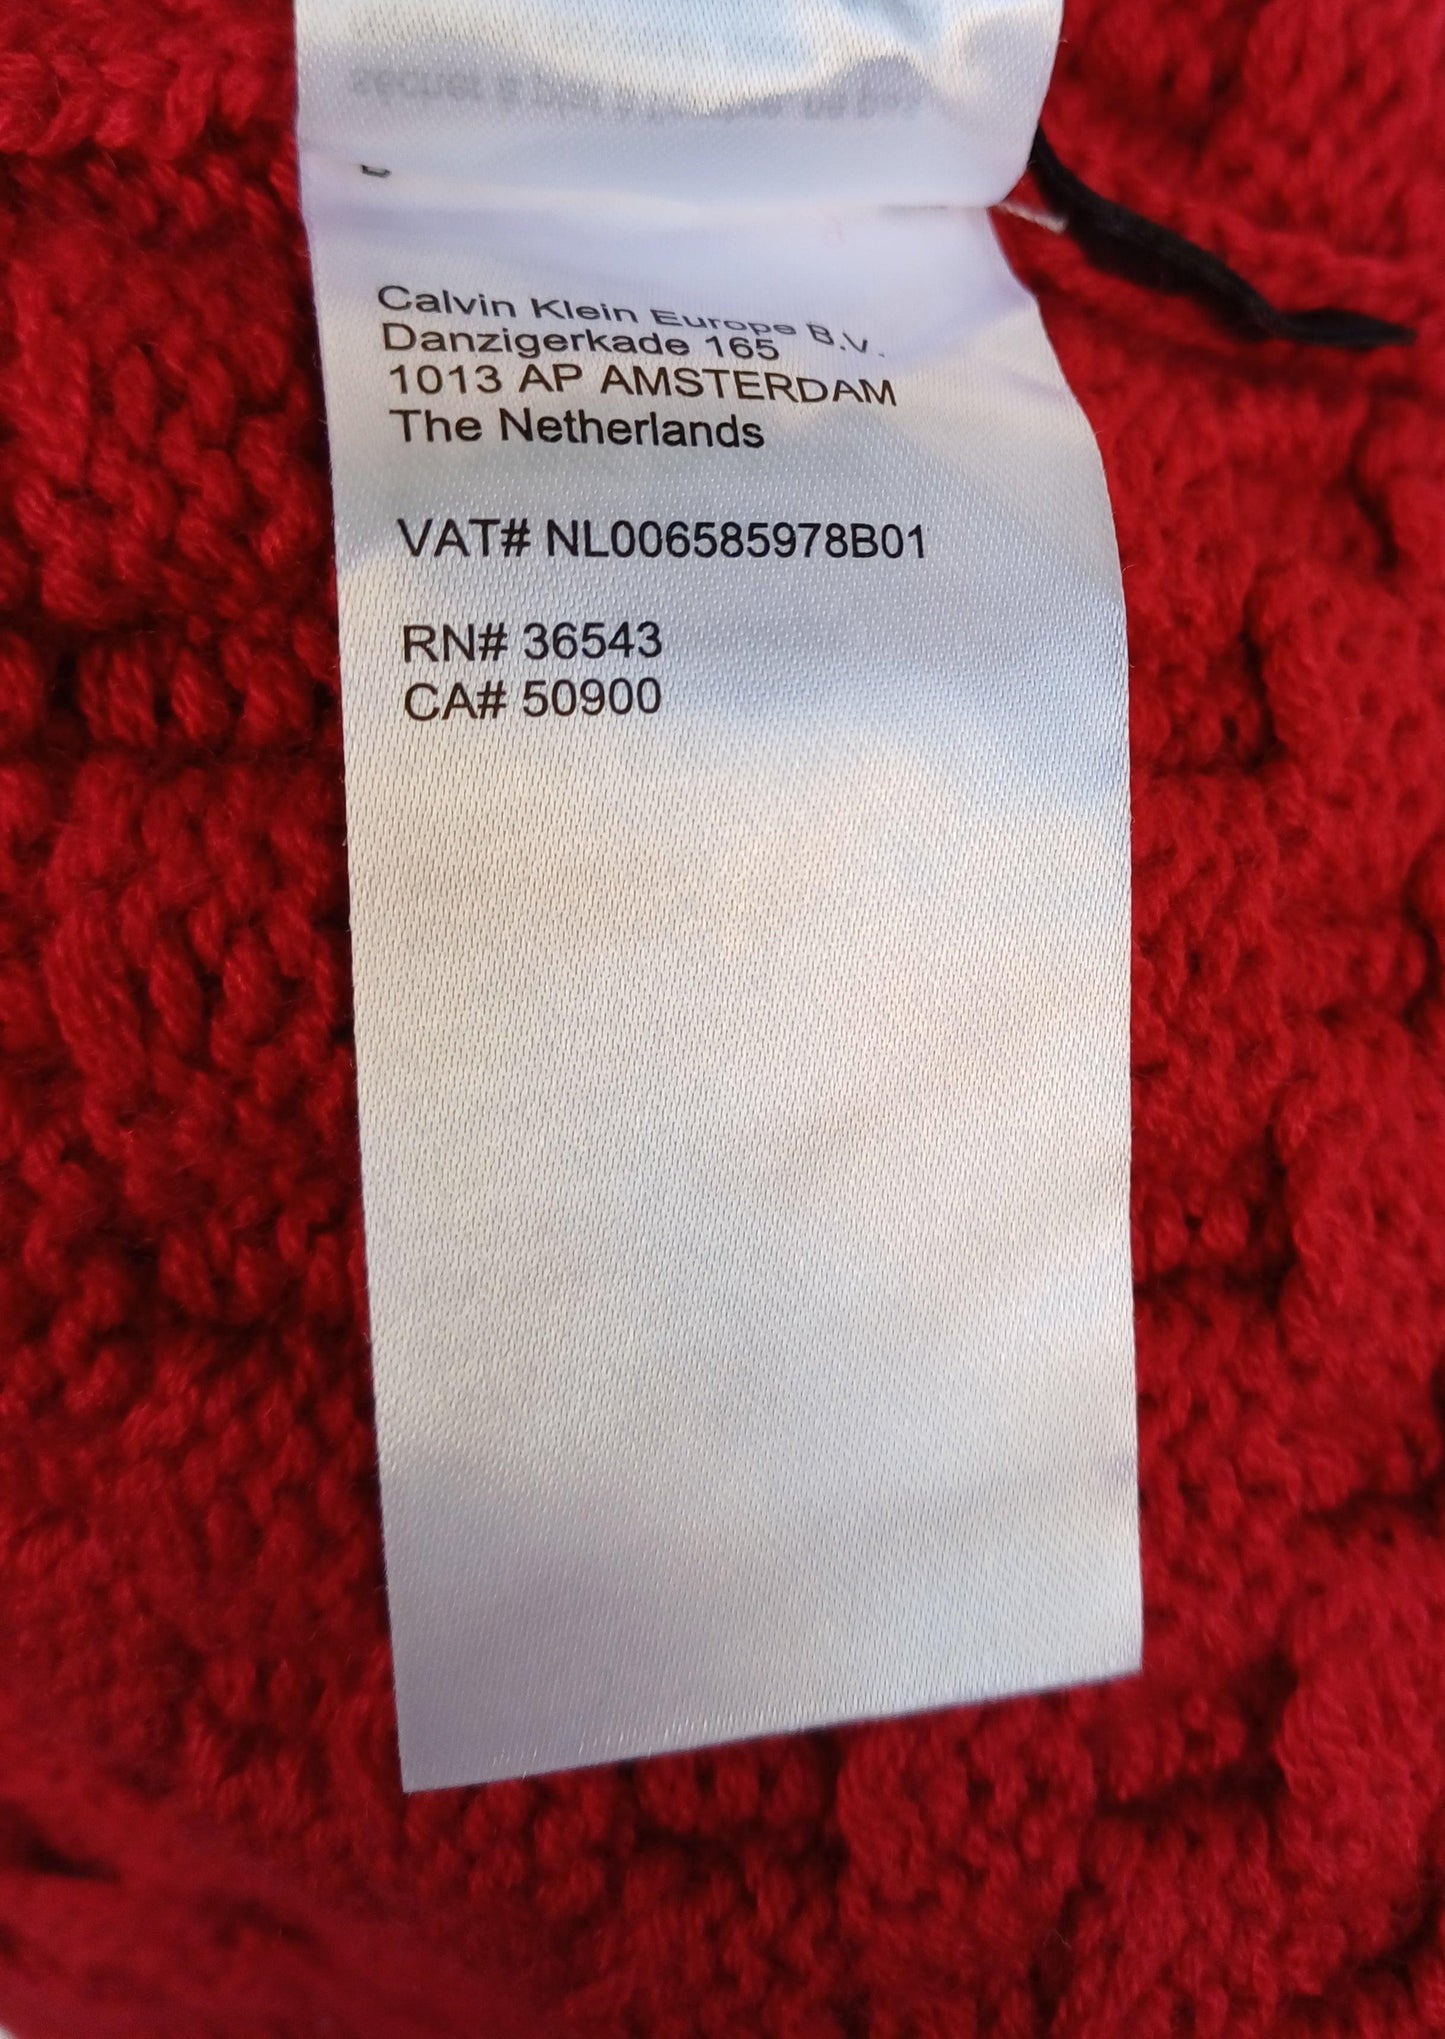 Calvin Klein Europe B.V.
Danzigerkade 165
1013 AP AMSTERDAM
The Netherlands
VAT# NL006585978B01
RN# 36543
CA# 50900